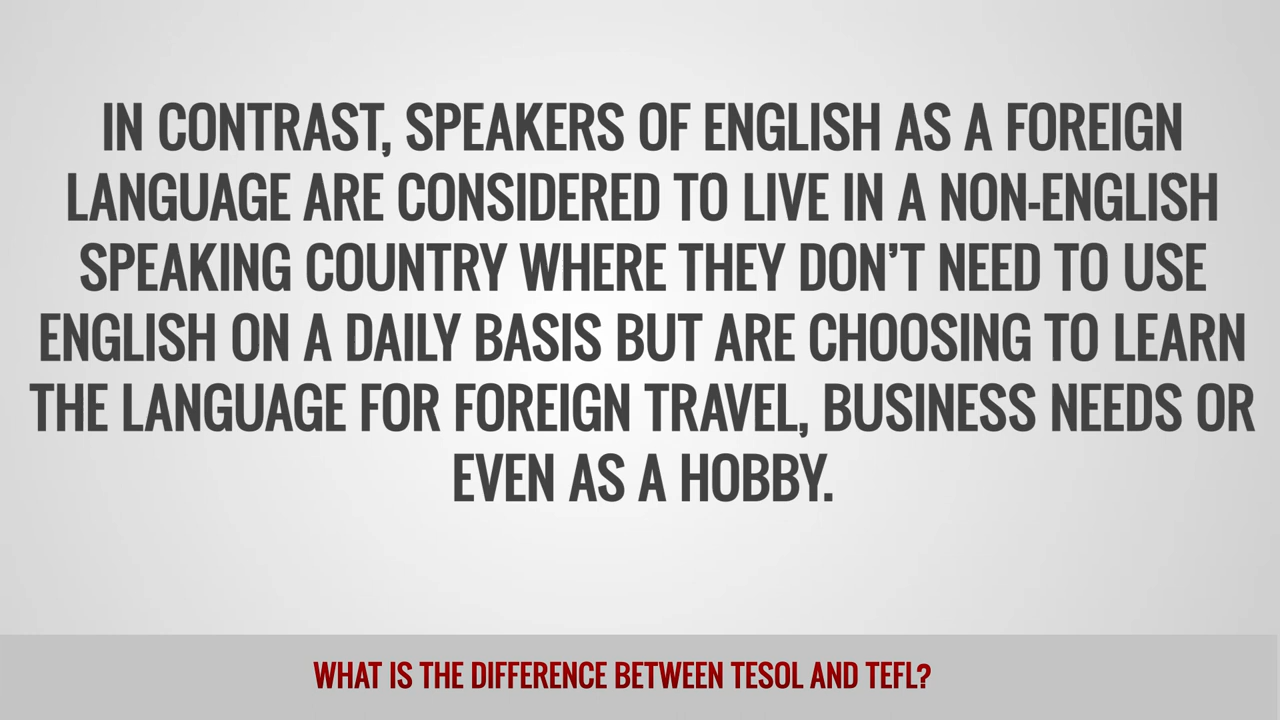 IN CONTRAST, SPEAKERS OF ENGLISH AS A FOREIGN
LANGUAGE ARE CONSIDERED TO LIVE IN A NON-ENGLISH
SPEAKING COUNTRY WHERE THEY DON’T NEED TO USE
ENGLISH ON A DAILY BASIS BUT ARE CHOOSING TO LEARN
THE LANGUAGE FOR FOREIGN TRAVEL, BUSINESS NEEDS OR
EVEN AS A HOBBY.
WHAT IS THE DIFFERENCE BETWEEN TESOL AND TEFL?